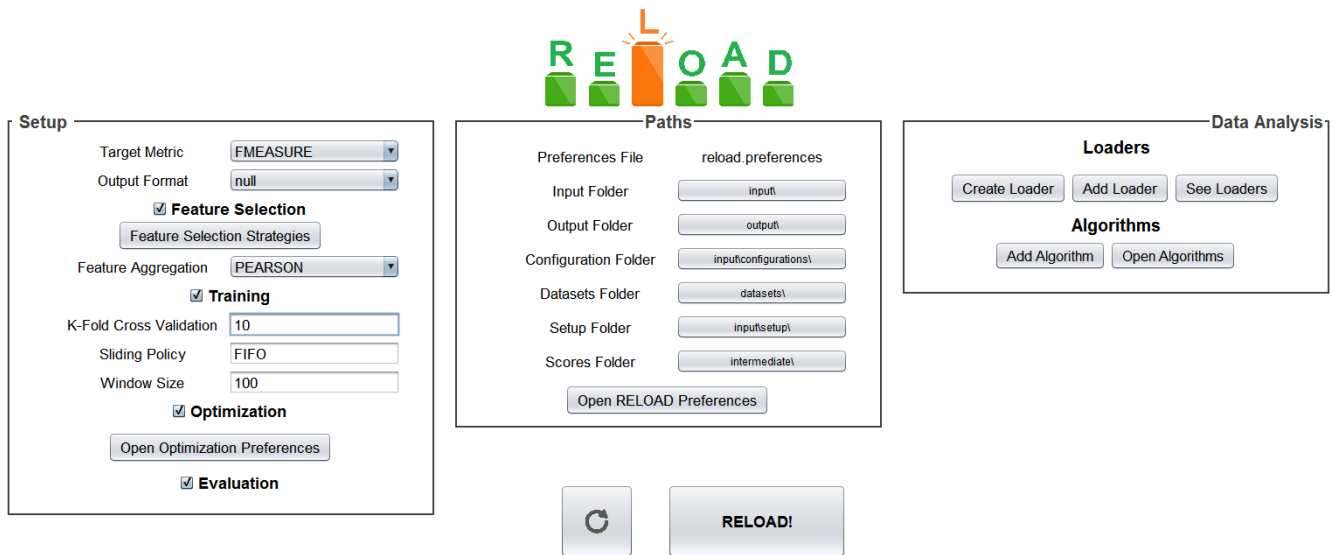 RELOAD
Setup
Target Metric FMEASURE
Output Format null
Feature Selection
Feature Selection Strategies
Feature Aggregation PEARSON
Training
K-Fold Cross Validation 10
Sliding Policy FIFO
Window Size 100
Optimization
Open Optimization Preferences
Evaluation
Paths
Preferences File reload.preferences
Input Folder input\
Output Folder output\
Configuration Folder input\configurations\
Datasets Folder datasets\
Setup Folder input\setup\
Scores Folder intermediate\
Open RELOAD Preferences
Data Analysis
Loaders
Create Loader Add Loader See Loaders
Algorithms
Add Algorithm Open Algorithms
RELOAD!